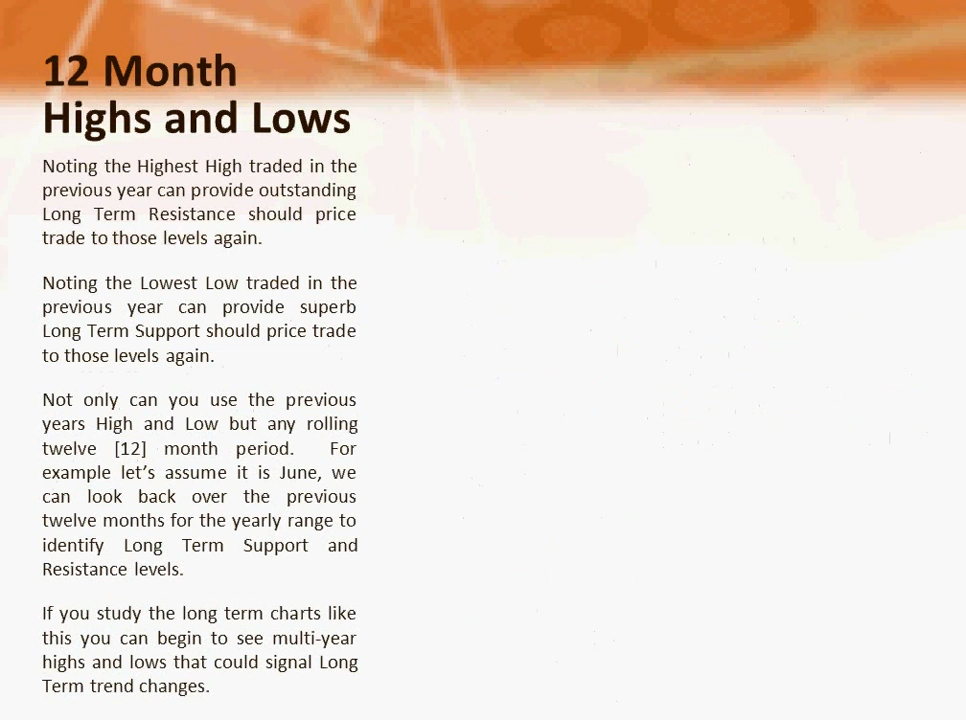 12 Month
Highs and Lows
Noting the Highest High traded in the
previous year can provide outstanding
Long Term Resistance should price
trade to those levels again.
Noting the Lowest Low traded in the
previous year can provide superb
Long Term Support should price trade
to those levels again.
Not only can you use the previous
years High and Low but any rolling
twelve [12] month period. For
example let's assume it is June, we
can look back over the previous
twelve months for the yearly range to
identify Long Term Support and
Resistance levels.
If you study the long term charts like
this you can begin to see multi-year
highs and lows that could signal Long
Term trend changes.